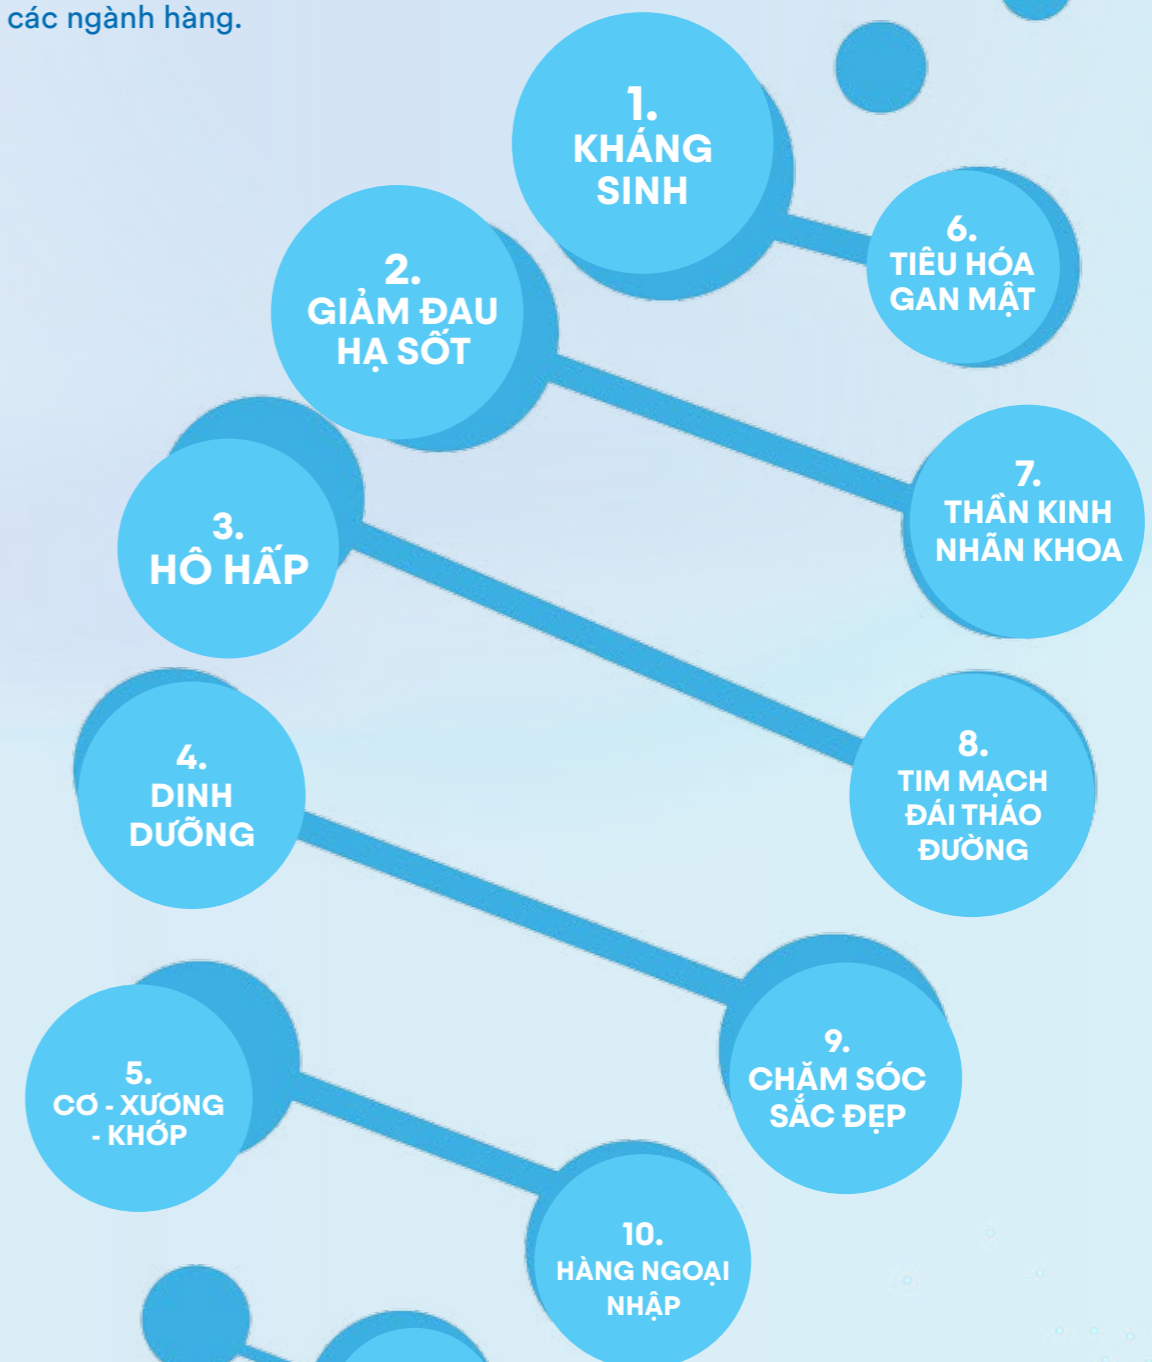 các ngành hàng.
1.
KHÁNG
SINH
2.
GIẢM ĐAU
HẠ SỐT
3.
HÔ HẤP
4.
DINH
DƯỠNG
5.
CƠ - XƯƠNG
- KHỚP
6.
TIÊU HÓA
GAN MẬT
7.
THẦN KINH
NHÃN KHOA
8.
TIM MẠCH
ĐÁI THÁO
ĐƯỜNG
9.
CHĂM SÓC
SẮC ĐẸP
10.
HÀNG NGOẠI
NHẬP